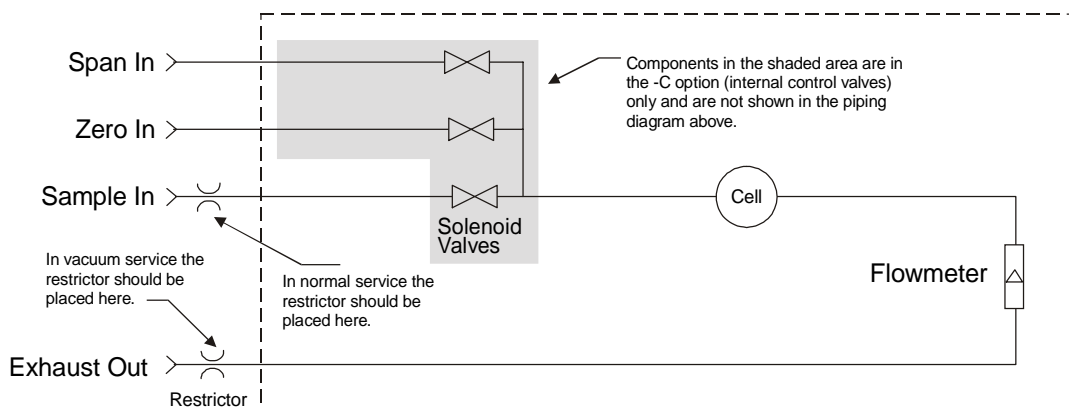 Span In
Components in the shaded area are in
the -C option (internal control valves)
only and are not shown in the piping
diagram above.
Zero In
Sample In
Cell
Solenoid
Valves
In vacuum service the
restrictor should be
placed here.
In normal service the
restrictor should be
placed here.
Flowmeter
Exhaust Out
Restrictor